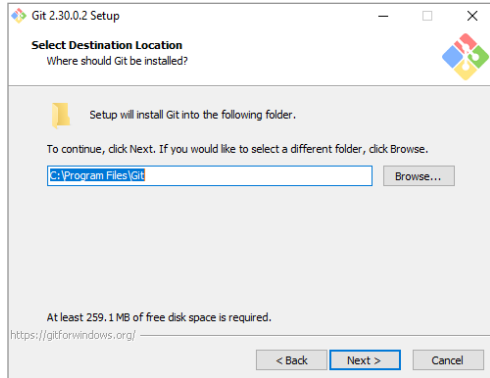 Git 2.30.0.2 Setup
Select Destination Location
Where should Git be installed?
Setup will install Git into the following folder.
To continue, click Next. If you would like to select a different folder, click Browse.
C:\Program Files\Git
Browse...
At least 259.1 MB of free disk space is required.
https://gitforwindows.org/
< Back
Next >
Cancel